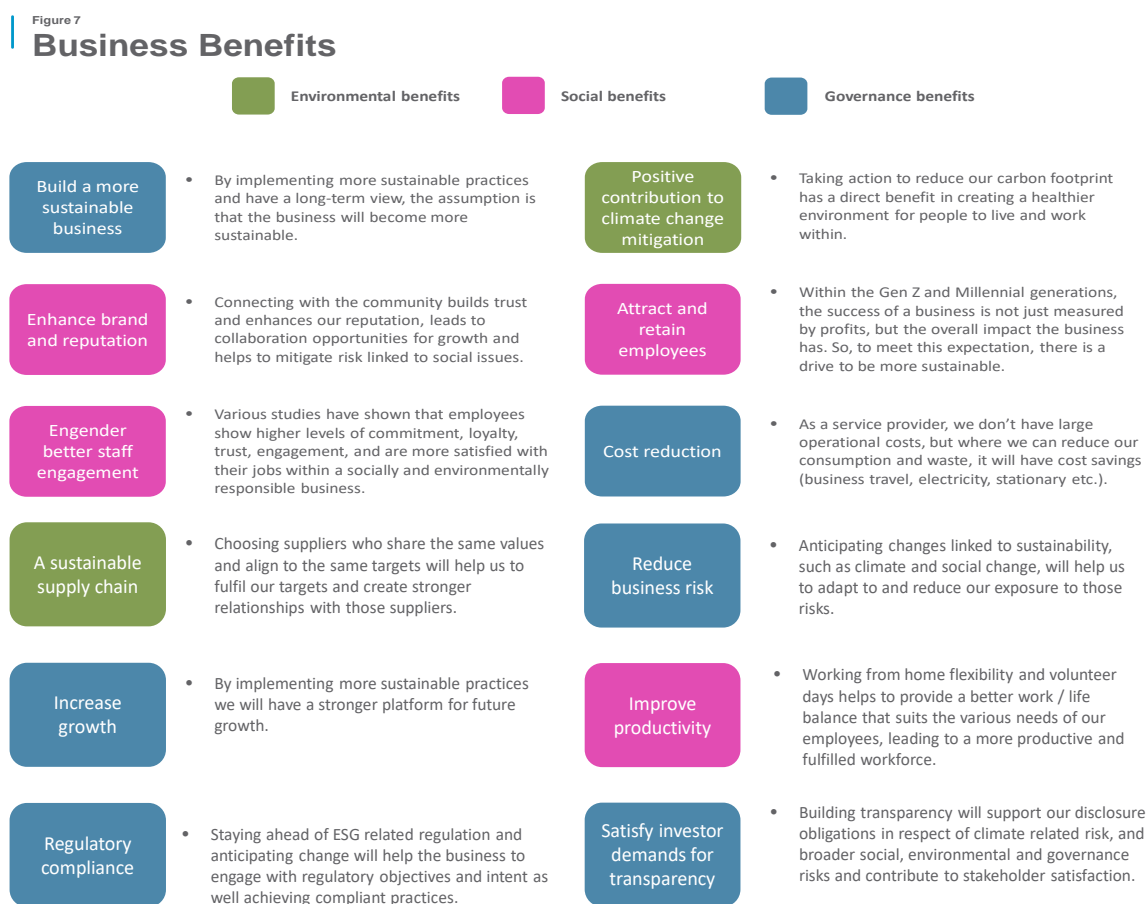 Figure 7
Business Benefits
Environmental benefits
Social benefits
Governance benefits
Build a more
sustainable
business
• By implementing more sustainable practices
and have a long-term view, the assumption is
that the business will become more
sustainable.
Positive
contribution to
climate change
mitigation
• Taking action to reduce our carbon footprint
has a direct benefit in creating a healthier
environment for people to live and work
within.
Enhance brand
and reputation
• Connecting with the community builds trust
and enhances our reputation, leads to
collaboration opportunities for growth and
helps to mitigate risk linked to social issues.
Attract and
retain
employees
• Within the Gen Z and Millennial generations,
the success of a business is not just measured
by profits, but the overall impact the business
has. So, to meet this expectation, there is a
drive to be more sustainable.
Engender
better staff
engagement
• Various studies have shown that employees
show higher levels of commitment, loyalty,
trust, engagement, and are more satisfied with
their jobs within a socially and environmentally
responsible business.
Cost reduction
• As a service provider, we don’t have large
operational costs, but where we can reduce our
consumption and waste, it will have cost savings
(business travel, electricity, stationary etc.).
A sustainable
supply chain
• Choosing suppliers who share the same values
and align to the same targets will help us to
fulfil our targets and create stronger
relationships with those suppliers.
Reduce
business risk
• Anticipating changes linked to sustainability,
such as climate and social change, will help us
to adapt to and reduce our exposure to those
risks.
Increase
growth
• By implementing more sustainable practices
we will have a stronger platform for future
growth.
Improve
productivity
• Working from home flexibility and volunteer
days helps to provide a better work / life
balance that suits the various needs of our
employees, leading to a more productive and
fulfilled workforce.
Regulatory
compliance
• Staying ahead of ESG related regulation and
anticipating change will help the business to
engage with regulatory objectives and intent as
well achieving compliant practices.
Satisfy investor
demands for
transparency
• Building transparency will support our disclosure
obligations in respect of climate related risk, and
broader social, environmental and governance
risks and contribute to stakeholder satisfaction.